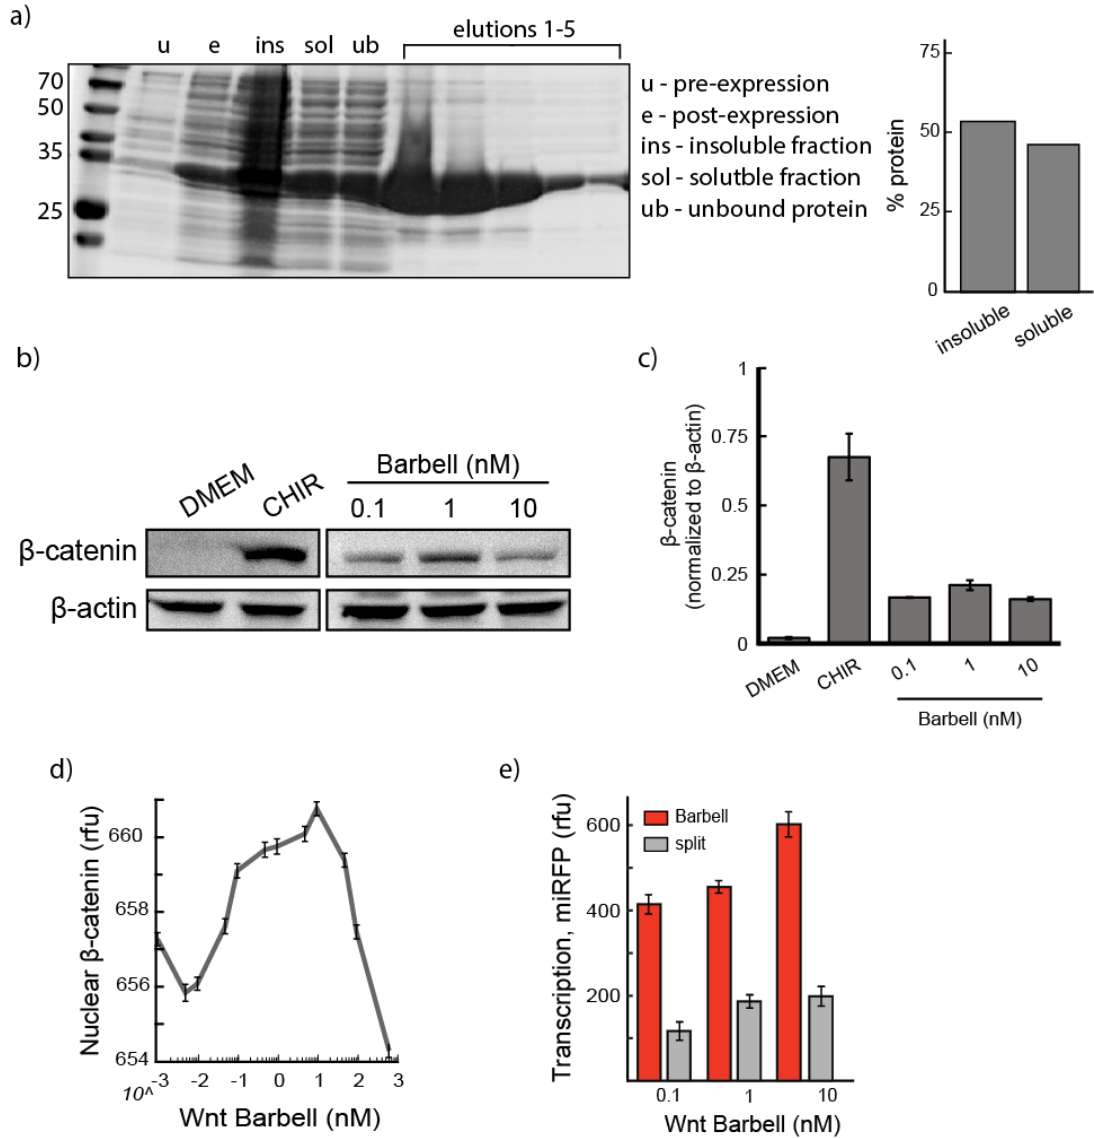 a)
elutions 1-5
u e ins sol ub
70
50
35
25
u - pre-expression
e - post-expression
ins - insoluble fraction
sol - solutble fraction
ub - unbound protein
75
50
25
0
% protein
insoluble soluble
b)
DMEM CHIR
Barbell (nM)
0.1 1 10
β-catenin
β-actin
c)
1
0.75
0.5
0.25
0
β-catenin
(normalized to β-actin)
DMEM CHIR 0.1 1 10
Barbell (nM)
d)
660
658
656
654
Nuclear β-catenin (rfu)
10^ -3 -2 -1 0 1 2 3
Wnt Barbell (nM)
e)
Barbell
split
600
400
200
Transcription, miRFP (rfu)
0.1 1 10
Wnt Barbell (nM)